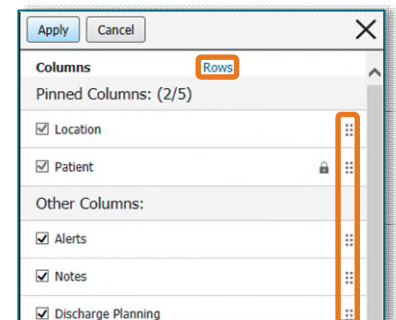 Apply Cancel
Columns Rows
Pinned Columns: (2/5)
Location
Patient
Other Columns:
Alerts
Notes
Discharge Planning